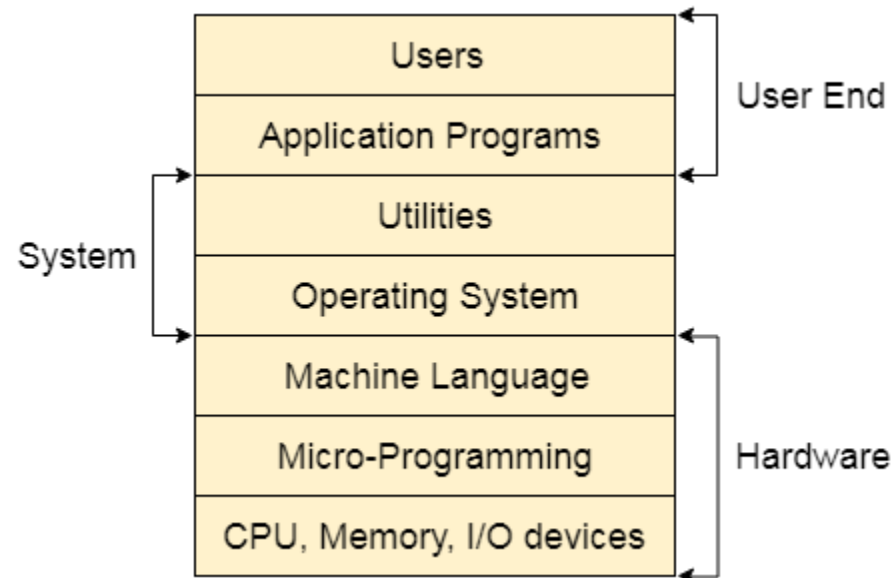 Users
User End
Application Programs
Utilities
System
Operating System
Machine Language
Micro-Programming
Hardware
CPU, Memory, I/O devices